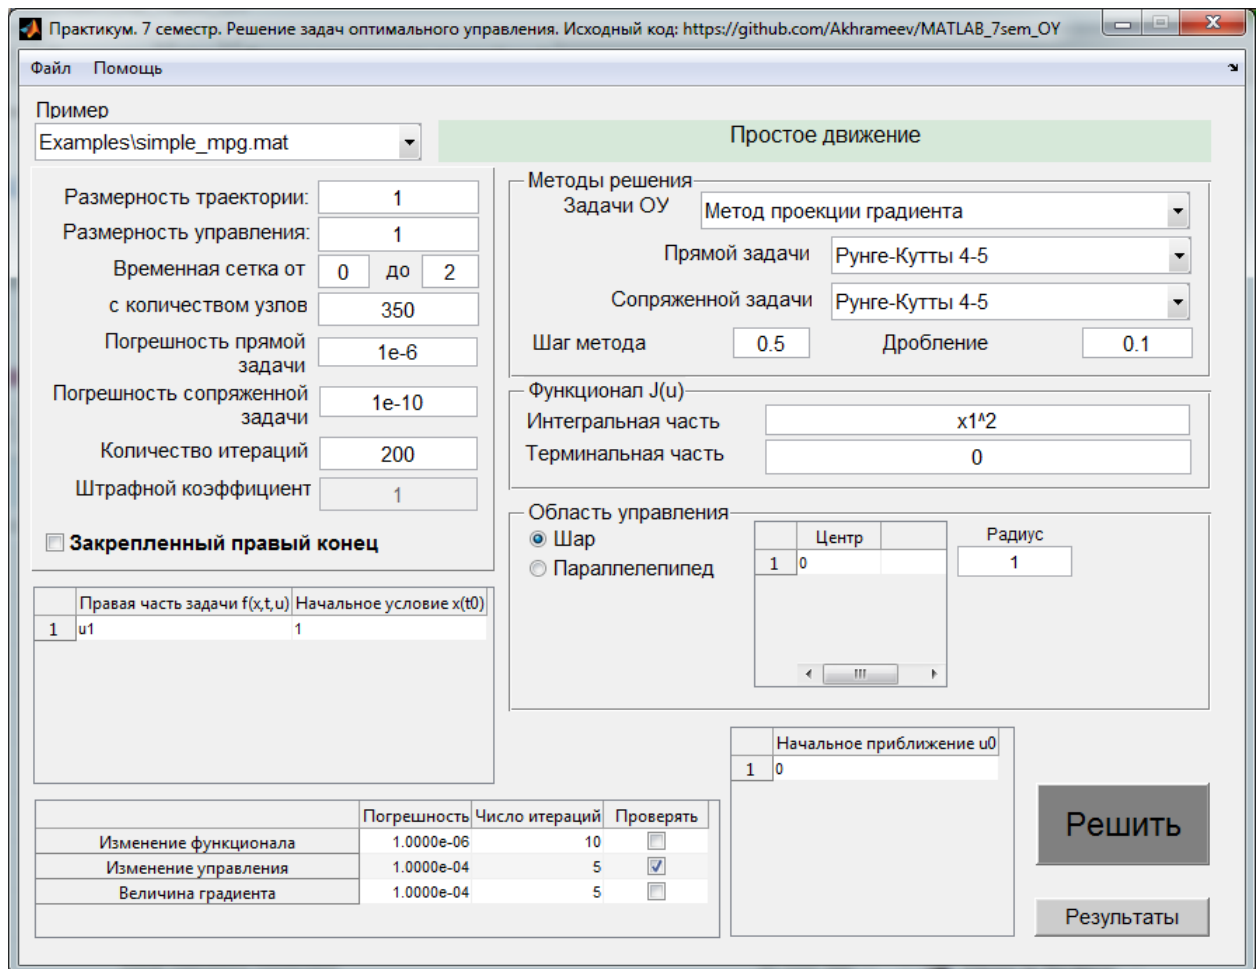 Практикум. 7 семестр. Решение задач оптимального управления. Исходный код: https://github.com/Akhrameev/MATLAB_7sem_OY
Файл Помощь
Пример
Examples\simple_mpg.mat
Простое движение
Размерность траектории: 1
Размерность управления: 1
Временная сетка от 0 до 2
с количеством узлов 350
Погрешность прямой
задачи 1e-6
Погрешность сопряженной
задачи 1e-10
Количество итераций 200
Штрафной коэффициент 1
Закрепленный правый конец
Методы решения
Задачи ОУ Метод проекции градиента
Прямой задачи Рунге-Кутты 4-5
Сопряженной задачи Рунге-Кутты 4-5
Шаг метода 0.5 Дробление 0.1
Функционал J(u)
Интегральная часть x1^2
Терминальная часть 0
Область управления
Шар
Параллелепипед
Центр
1 0
Радиус
1
Правая часть задачи f(x,t,u) Начальное условие x(t0)
1 u1 1
Начальное приближение u0
1 0
Погрешность Число итераций Проверять
Изменение функционала 1.0000e-06 10
Изменение управления 1.0000e-04 5
Величина градиента 1.0000e-04 5
Решить
Результаты